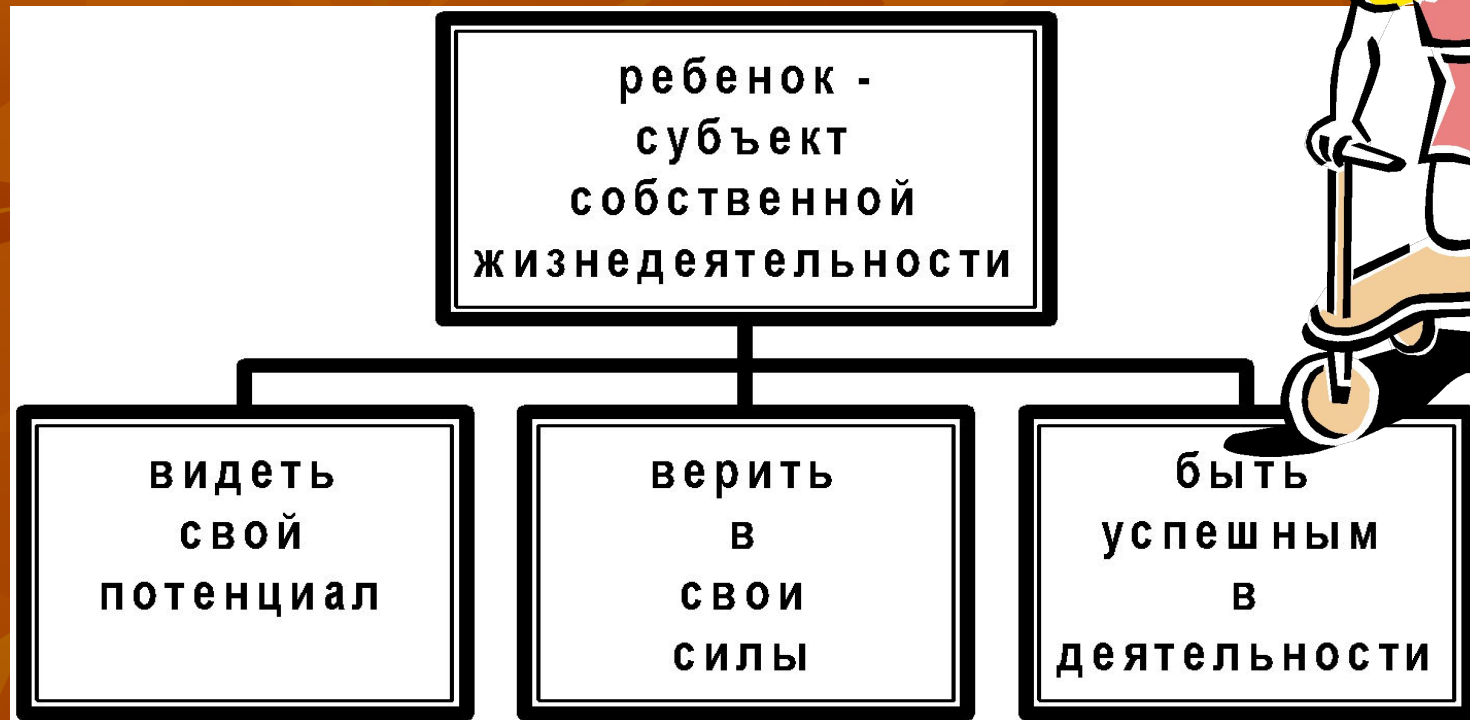 ребенок -
субъект
собственной
жизнедеятельности
видеть
свой
потенциал
верить
в
свои
силы
быть
успешным
в
деятельности